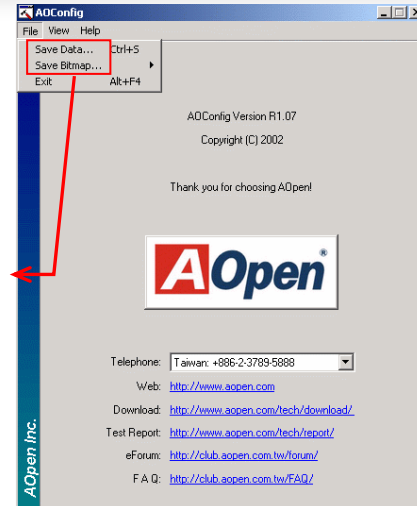 AOConfig
File View Help
Save Data... Ctrl+S
Save Bitmap...
Exit Alt+F4
AOConfig Version R1.07
Copyright (C) 2002
Thank you for choosing AOpen!
AOpen®
Telephone: Taiwan: +886-2-3789-5888
Web: http://www.aopen.com
Download: http://www.aopen.com/tech/download/
Test Report: http://www.aopen.com/tech/report/
eForum: http://club.aopen.com.tw/forum/
F A Q: http://club.aopen.com.tw/FAQ/
AOpen Inc.